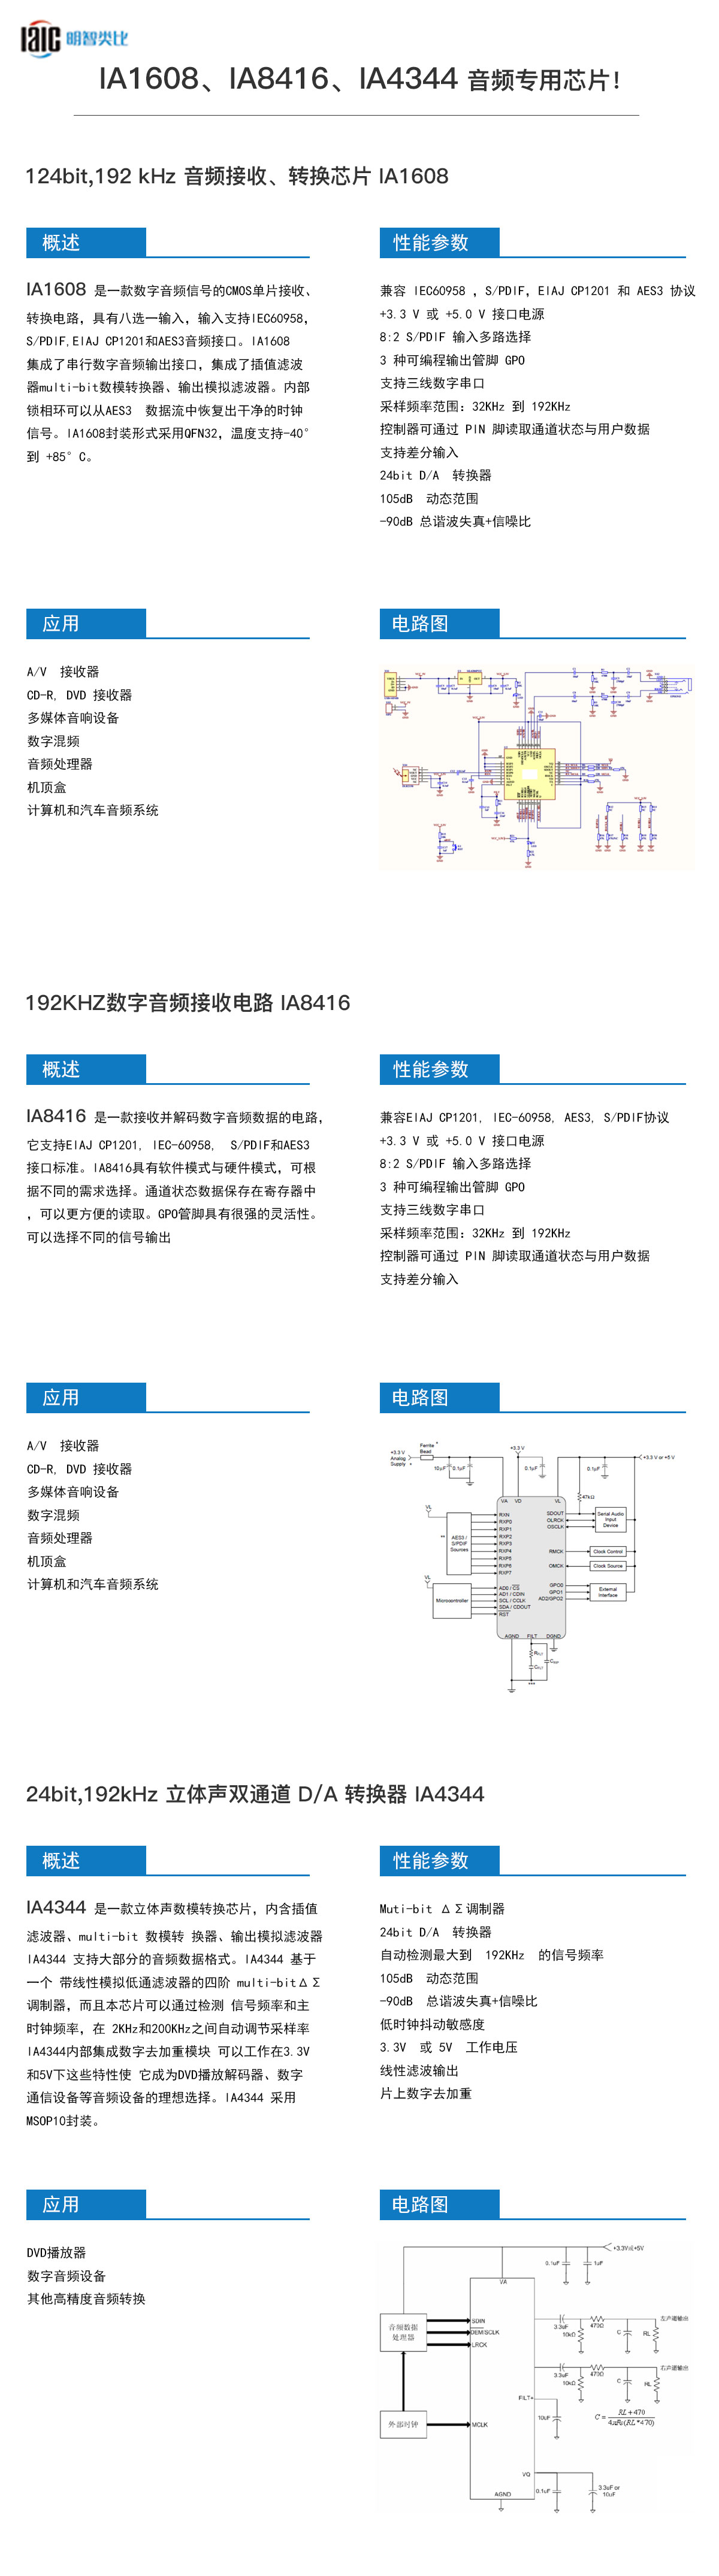 IaIC 明智类比
IA1608、IA8416、IA4344 音频专用芯片！
124bit,192 kHz 音频接收、转换芯片 IA1608
概述
IA1608 是一款数字音频信号的CMOS单片接收、
转换电路，具有八选一输入，输入支持IEC60958，
S/PDIF,EIAJ CP1201和AES3音频接口。IA1608
集成了串行数字音频输出接口，集成了插值滤波
器multi-bit数模转换器、输出模拟滤波器。内部
锁相环可以从AES3 数据流中恢复出干净的时钟
信号。IA1608封装形式采用QFN32，温度支持-40°
到 +85° C。
性能参数
兼容 IEC60958 ，S/PDIF，EIAJ CP1201 和 AES3 协议
+3.3 V 或 +5.0 V 接口电源
8:2 S/PDIF 输入多路选择
3 种可编程输出管脚 GPO
支持三线数字串口
采样频率范围：32KHz 到 192KHz
控制器可通过 PIN 脚读取通道状态与用户数据
支持差分输入
24bit D/A 转换器
105dB 动态范围
-90dB 总谐波失真+信噪比
应用
A/V 接收器
CD-R, DVD 接收器
多媒体音响设备
数字混频
音频处理器
机顶盒
计算机和汽车音频系统
电路图
192KHZ数字音频接收电路 IA8416
概述
IA8416 是一款接收并解码数字音频数据的电路，
它支持EIAJ CP1201, IEC-60958, S/PDIF和AES3
接口标准。IA8416具有软件模式与硬件模式，可根
据不同的需求选择。通道状态数据保存在寄存器中
，可以更方便的读取。GPO管脚具有很强的灵活性。
可以选择不同的信号输出
性能参数
兼容EIAJ CP1201, IEC-60958, AES3, S/PDIF协议
+3.3 V 或 +5.0 V 接口电源
8:2 S/PDIF 输入多路选择
3 种可编程输出管脚 GPO
支持三线数字串口
采样频率范围：32KHz 到 192KHz
控制器可通过 PIN 脚读取通道状态与用户数据
支持差分输入
应用
A/V 接收器
CD-R, DVD 接收器
多媒体音响设备
数字混频
音频处理器
机顶盒
计算机和汽车音频系统
电路图
+3.3 V
Analog
Supply *
Ferrite *
Bead
10µF
0.1µF
+3.3 V
0.1µF
0.1µF
+3.3 V or +5 V
VA
VD
VL
47kΩ
VL
**
AES3 /
S/PDIF
Sources
RXN
RXP0
RXP1
RXP2
RXP3
RXP4
RXP5
RXP6
RXP7
SDOUT
OLRCK
OSCLK
Serial Audio
Input
Device
RMCK
Clock Control
OMCK
Clock Source
VL
Microcontroller
AD0 / CS
AD1 / CDIN
SCL / CCLK
SDA / CDOUT
RST
GPO0
GPO1
AD2/GPO2
External
Interface
AGND
FILT
DGND
RFLT
CFLT
CRIP
***
24bit,192kHz 立体声双通道 D/A 转换器 IA4344
概述
IA4344 是一款立体声数模转换芯片，内含插值
滤波器、multi-bit 数模转 换器、输出模拟滤波器
IA4344 支持大部分的音频数据格式。IA4344 基于
一个 带线性模拟低通滤波器的四阶 multi-bitΔΣ
调制器，而且本芯片可以通过检测 信号频率和主
时钟频率，在 2KHz和200KHz之间自动调节采样率
IA4344内部集成数字去加重模块 可以工作在3.3V
和5V下这些特性使 它成为DVD播放解码器、数字
通信设备等音频设备的理想选择。IA4344 采用
MSOP10封装。
性能参数
Muti-bit ΔΣ调制器
24bit D/A 转换器
自动检测最大到 192KHz 的信号频率
105dB 动态范围
-90dB 总谐波失真+信噪比
低时钟抖动敏感度
3.3V 或 5V 工作电压
线性滤波输出
片上数字去加重
应用
DVD播放器
数字音频设备
其他高精度音频转换
电路图
+3.3V或+5V
0.1uF
1uF
VA
音频数据
处理器
SDIN
DEM/SCLK
LRCK
3.3uF
10kΩ
470Ω
C
RL
左声道输出
3.3uF
10kΩ
470Ω
C
RL
右声道输出
外部时钟
MCLK
FILT+
10uF
C = RL+470 / 4πFs(RL*470)
VQ
AGND
0.1uF
3.3uF or
10uF